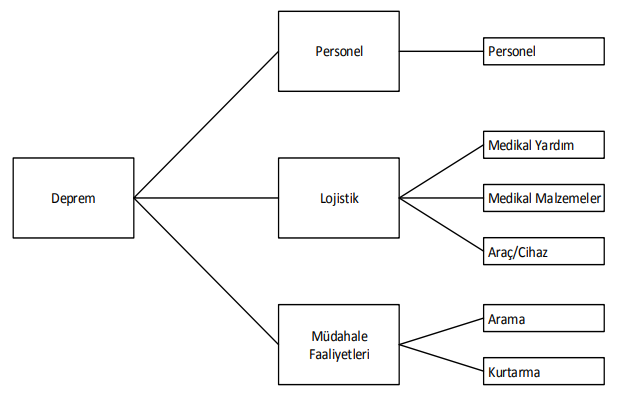 Deprem
Personel
Personel
Lojistik
Medikal Yardım
Medikal Malzemeler
Araç/Cihaz
Müdahale
Faaliyetleri
Arama
Kurtarma